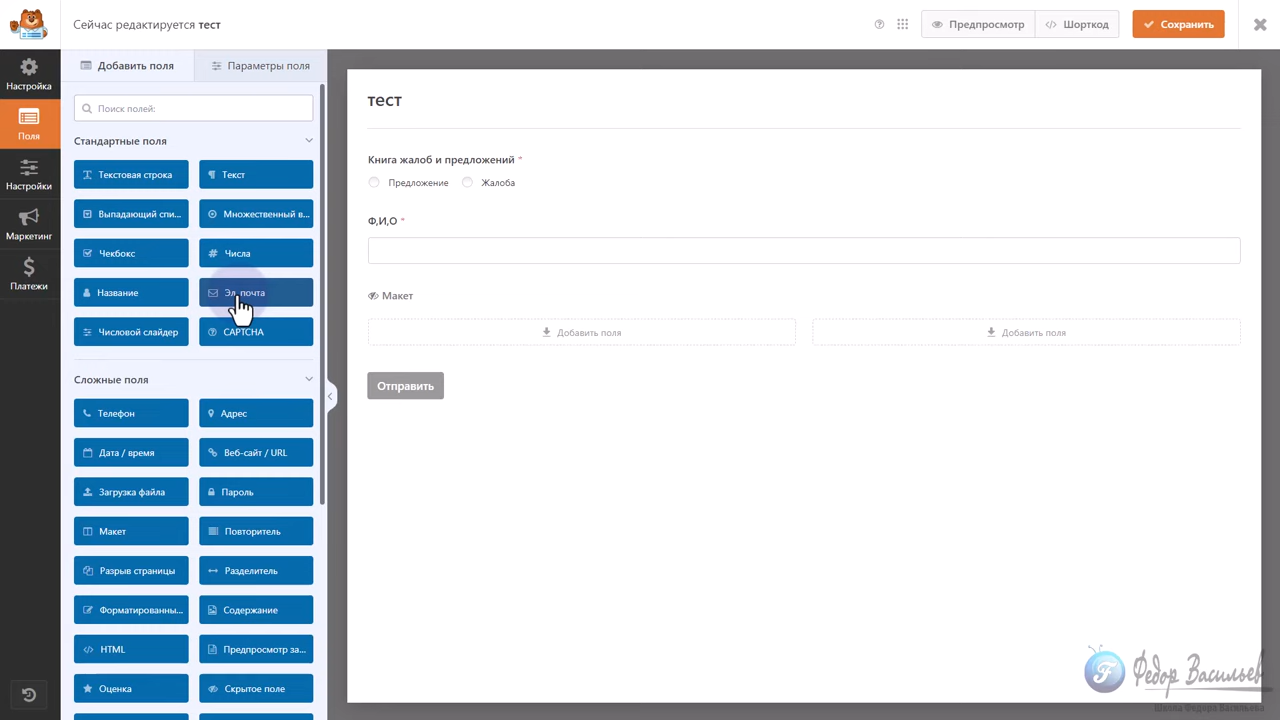 Сейчас редактируется тест
Предпросмотр
Шорткод
Сохранить
Настройка
Поля
Настройки
Маркетинг
Платежи
Добавить поля
Параметры поля
Поиск полей:
Стандартные поля
Текстовая строка
Текст
Выпадающий спи...
Множественный в...
Чекбокс
Числа
Название
Эл. почта
Числовой слайдер
CAPTCHA
Сложные поля
Телефон
Адрес
Дата / время
Веб-сайт / URL
Загрузка файла
Пароль
Макет
Повторитель
Разрыв страницы
Разделитель
Форматированны...
Содержание
HTML
Предпросмотр за...
Оценка
Скрытое поле
тест
Книга жалоб и предложений *
Предложение
Жалоба
Ф,И,О *
Макет
Добавить поля
Добавить поля
Отправить
Федор Васильев
Школа Федора Васильева